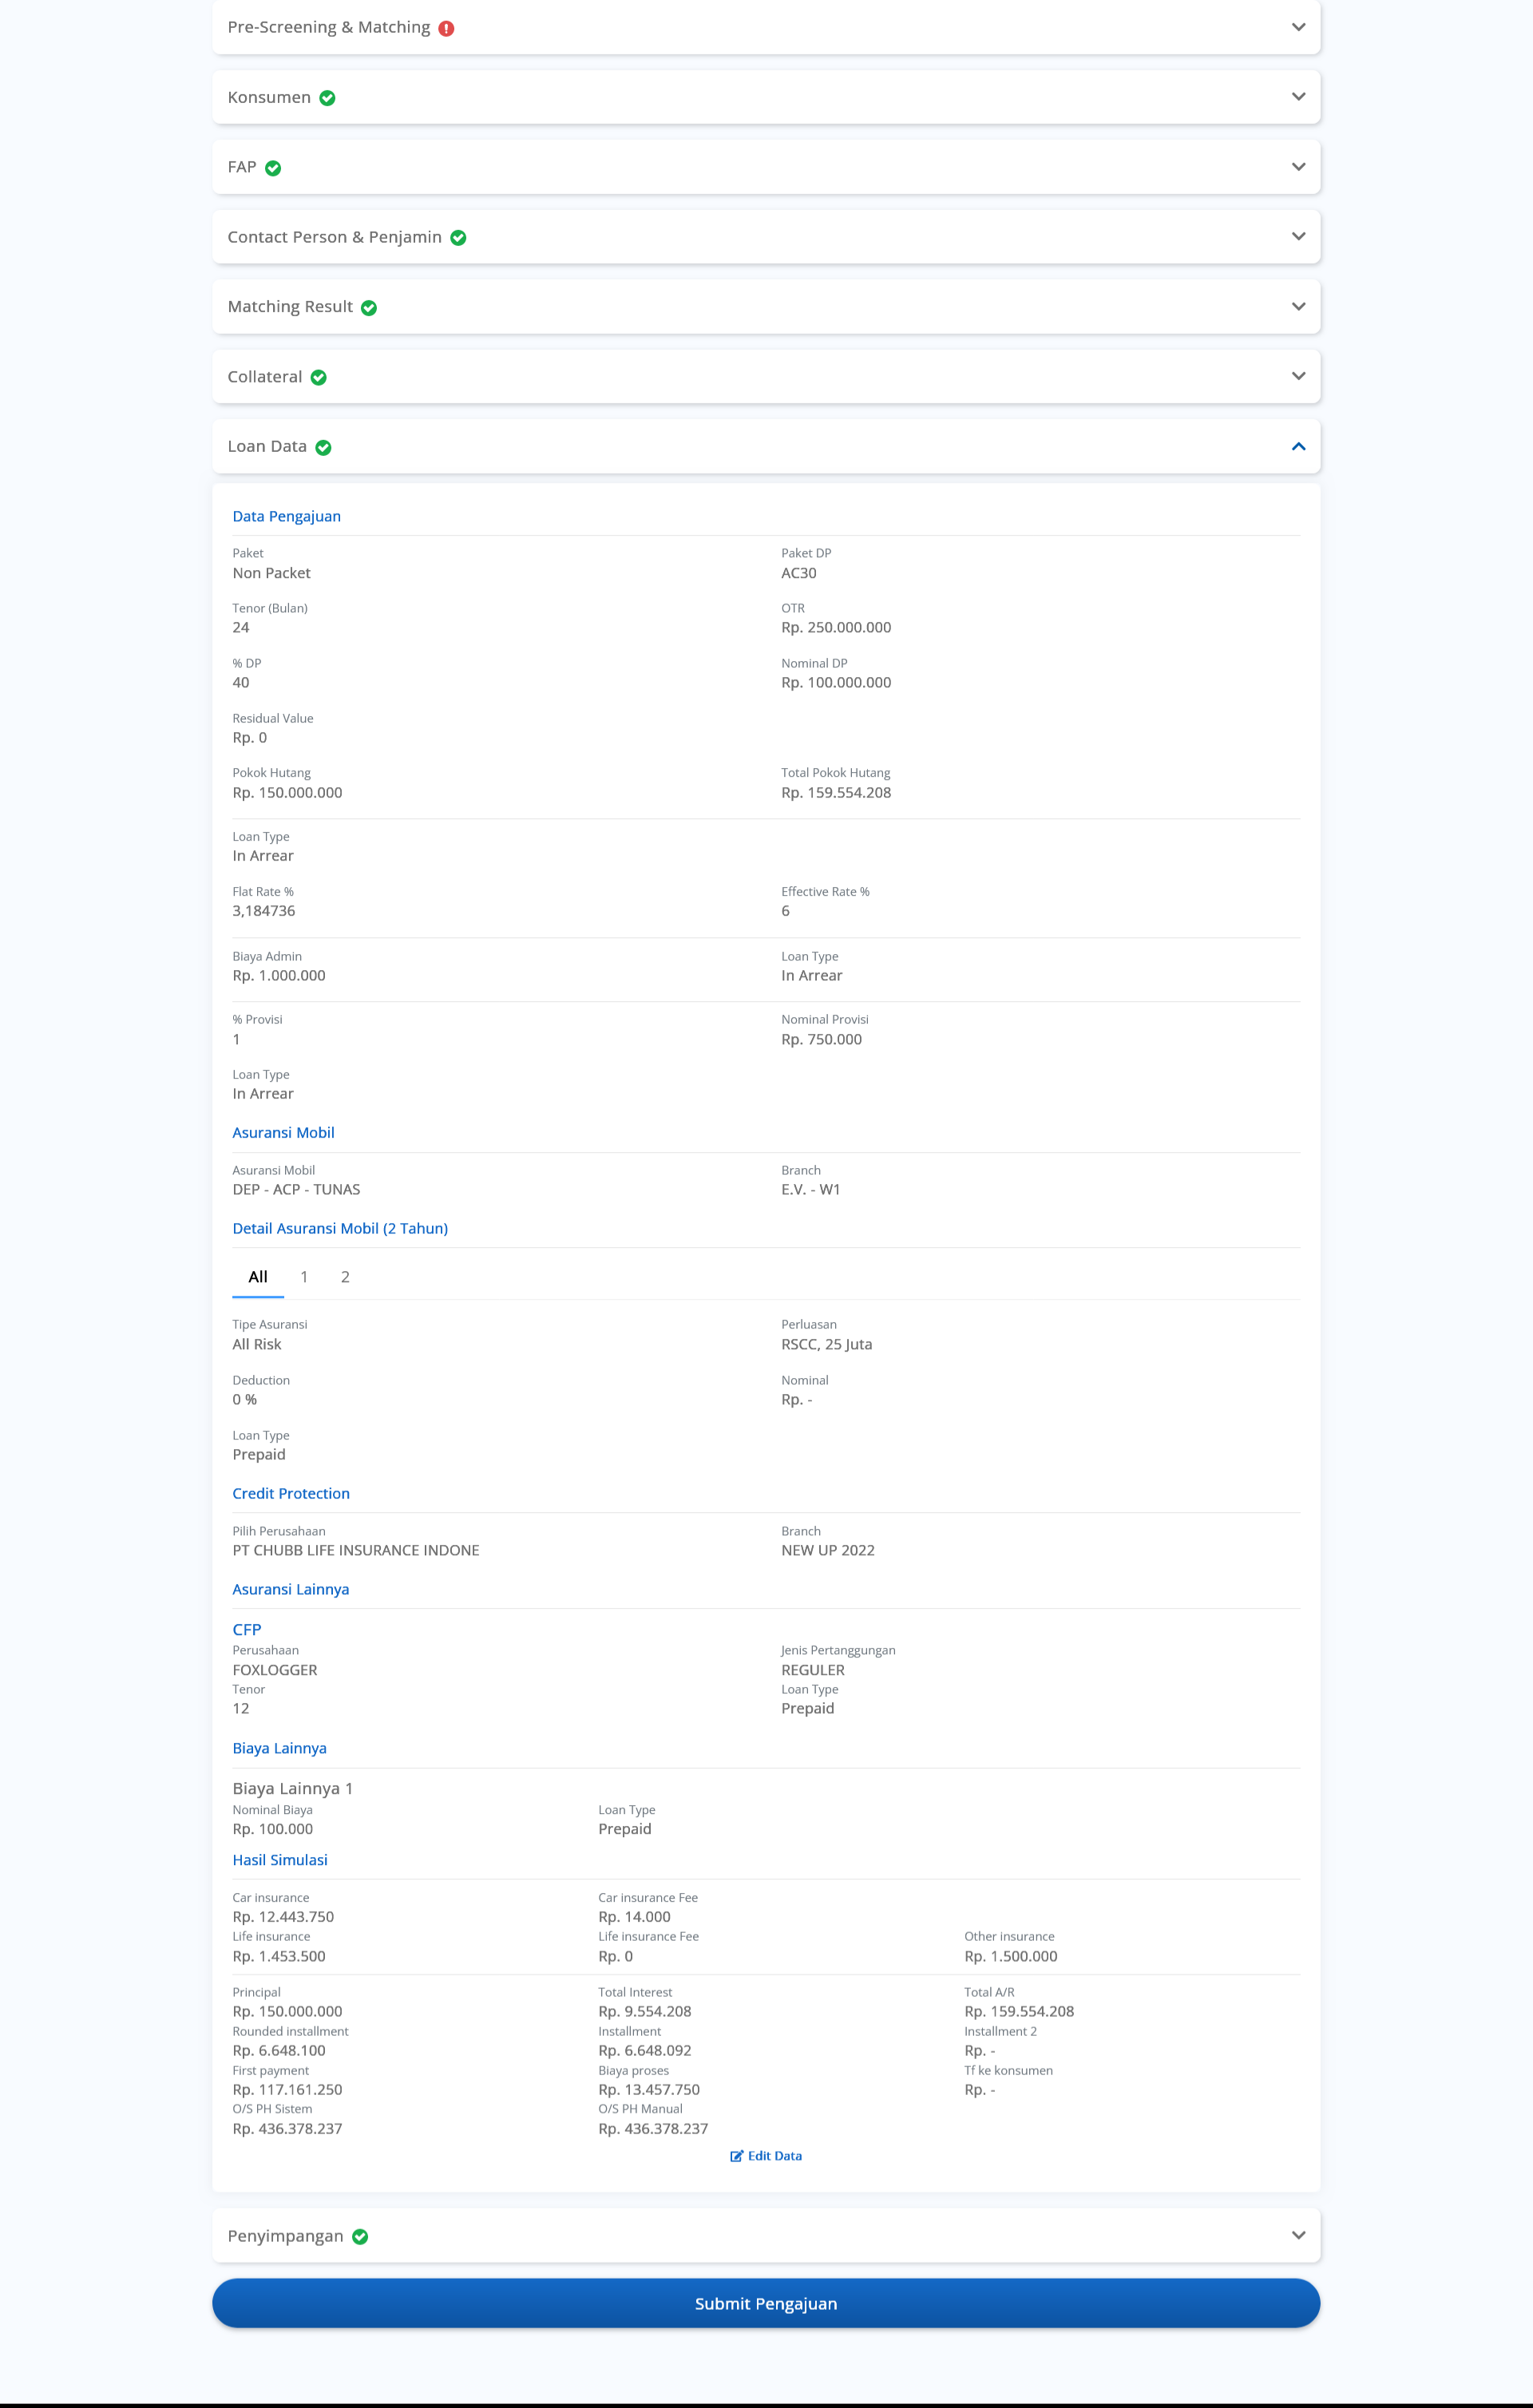 Pre-Screening & Matching
Konsumen
FAP
Contact Person & Penjamin
Matching Result
Collateral
Loan Data
Data Pengajuan
Paket Paket DP
Non Packet AC30
Tenor (Bulan) OTR
24 Rp. 250.000.000
% DP Nominal DP
40 Rp. 100.000.000
Residual Value
Rp. 0
Pokok Hutang Total Pokok Hutang
Rp. 150.000.000 Rp. 159.554.208
Loan Type
In Arrear
Flat Rate % Effective Rate %
3,184736 6
Biaya Admin Loan Type
Rp. 1.000.000 In Arrear
% Provisi Nominal Provisi
1 Rp. 750.000
Loan Type
In Arrear
Asuransi Mobil
Asuransi Mobil Branch
DEP - ACP - TUNAS E.V. - W1
Detail Asuransi Mobil (2 Tahun)
All 1 2
Tipe Asuransi Perluasan
All Risk RSCC, 25 Juta
Deduction Nominal
0 % Rp. -
Loan Type
Prepaid
Credit Protection
Pilih Perusahaan Branch
PT CHUBB LIFE INSURANCE INDONE NEW UP 2022
Asuransi Lainnya
CFP
Perusahaan Jenis Pertanggungan
FOXLOGGER REGULER
Tenor Loan Type
12 Prepaid
Biaya Lainnya
Biaya Lainnya 1
Nominal Biaya Loan Type
Rp. 100.000 Prepaid
Hasil Simulasi
Car insurance Car insurance Fee
Rp. 12.443.750 Rp. 14.000
Life insurance Life insurance Fee Other insurance
Rp. 1.453.500 Rp. 0 Rp. 1.500.000
Principal Total Interest Total A/R
Rp. 150.000.000 Rp. 9.554.208 Rp. 159.554.208
Rounded installment Installment Installment 2
Rp. 6.648.100 Rp. 6.648.092 Rp. -
First payment Biaya proses Tf ke konsumen
Rp. 117.161.250 Rp. 13.457.750 Rp. -
O/S PH Sistem O/S PH Manual
Rp. 436.378.237 Rp. 436.378.237
Edit Data
Penyimpangan
Submit Pengajuan